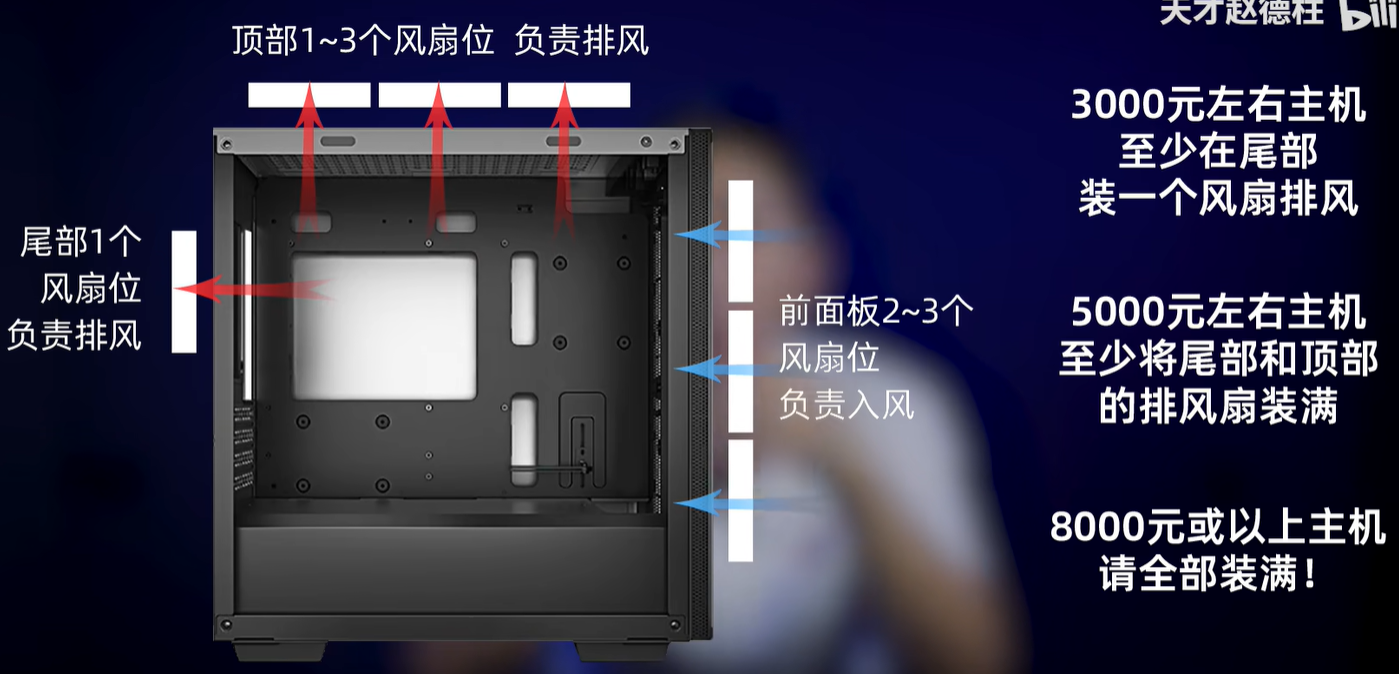 天才赵德柱 bili
顶部1~3个风扇位 负责排风
3000元左右主机
至少在尾部
装一个风扇排风
尾部1个
风扇位
负责排风
前面板2~3个
风扇位
负责入风
5000元左右主机
至少将尾部和顶部
的排风扇装满
8000元或以上主机
请全部装满！